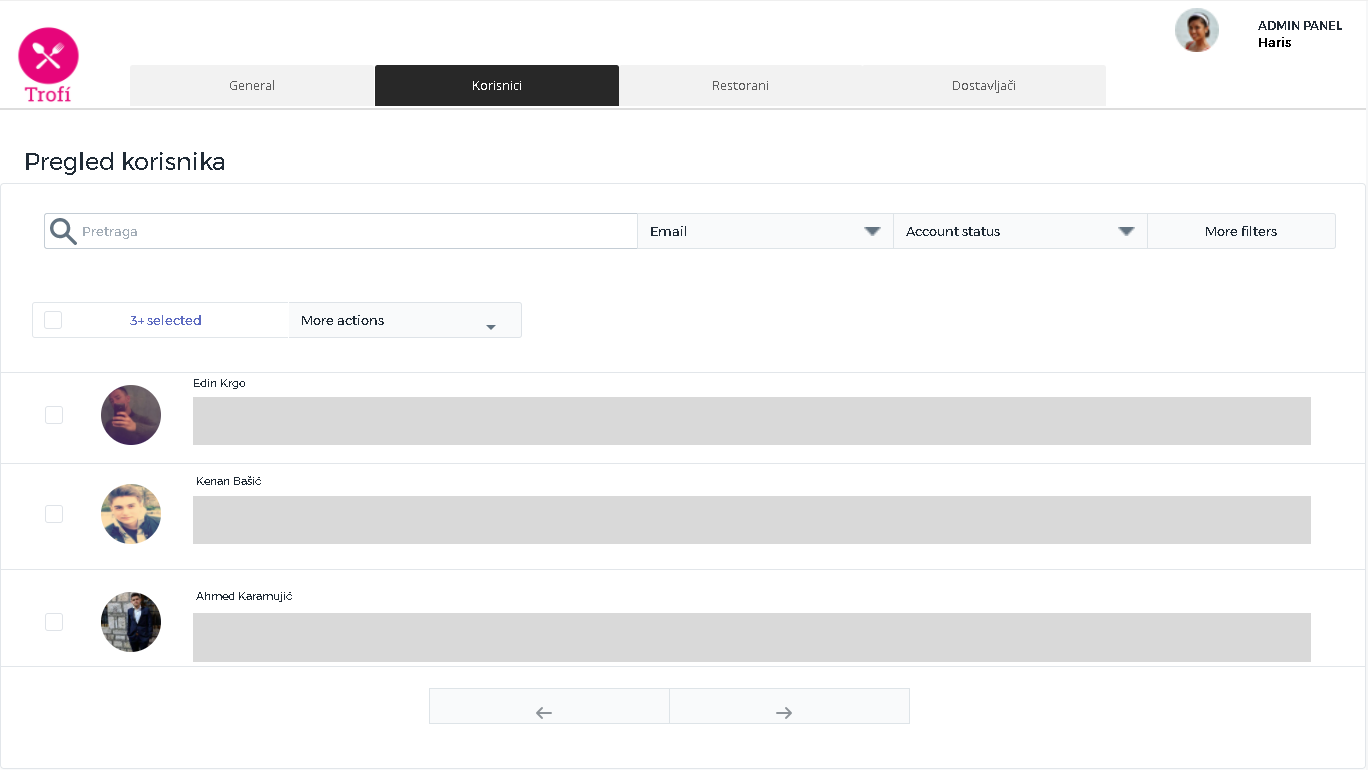 ADMIN PANEL
Haris
Trofí
General
Korisnici
Restorani
Dostavljači
Pregled korisnika
Pretraga
Email
Account status
More filters
3+ selected
More actions
Edin Krgo
Kenan Bašić
Ahmed Karamujić